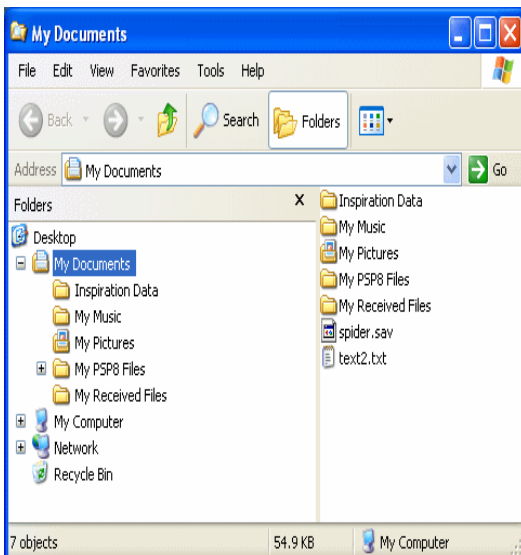 My Documents
File Edit View Favorites Tools Help
Back Search Folders
Address My Documents Go
Folders X
Desktop
My Documents
Inspiration Data
My Music
My Pictures
My PSP8 Files
My Received Files
My Computer
Network
Recycle Bin
Inspiration Data
My Music
My Pictures
My PSP8 Files
My Received Files
spider.sav
text2.txt
7 objects 54.9 KB My Computer